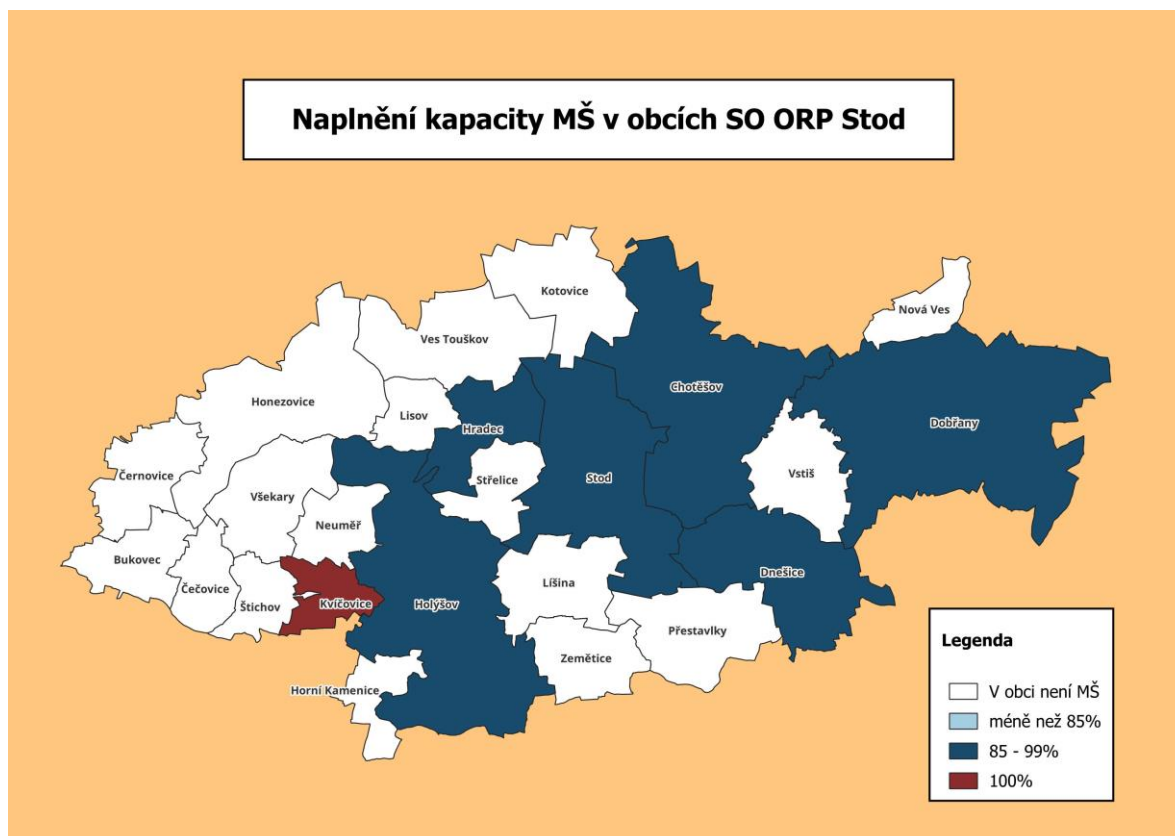 Naplnění kapacity MŠ v obcích SO ORP Stod
Kotovice
Nová Ves
Ves Touškov
Chotěšov
Honezovice
Lisov
Hradec
Dobřany
Černovice
Střelice
Stod
Vstiš
Všekary
Neuměř
Bukovec
Čečovice
Štichov
Kvíčovice
Holýšov
Líšina
Dnešice
Přestavlky
Zemětice
Horní Kamenice
Legenda
V obci není MŠ
méně než 85%
85 - 99%
100%